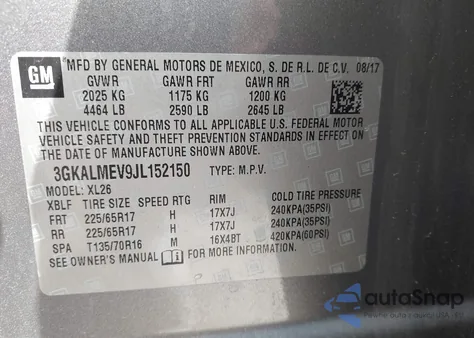 GM
MFD BY GENERAL MOTORS DE MEXICO, S. DE R.L. DE C.V. 08/17
GVWR GAWR FRT GAWR RR
2025 KG 1175 KG 1200 KG
4464 LB 2590 LB 2645 LB
THIS VEHICLE CONFORMS TO ALL APPLICABLE U.S. FEDERAL MOTOR
VEHICLE SAFETY AND THEFT PREVENTION STANDARDS IN EFFECT ON
THE DATE OF MANUFACTURE SHOWN ABOVE.
3GKALMEV9JL152150 TYPE: M.P.V.
MODEL: XL26
XBLF TIRE SIZE SPEED RTG RIM COLD TIRE PRESSURE
FRT 225/65R17 H 17X7J 240KPA(35PSI)
RR 225/65R17 H 17X7J 240KPA(35PSI)
SPA T135/70R16 M 16X4BT 420KPA(60PSI)
SEE OWNER'S MANUAL FOR MORE INFORMATION.
autoSnap